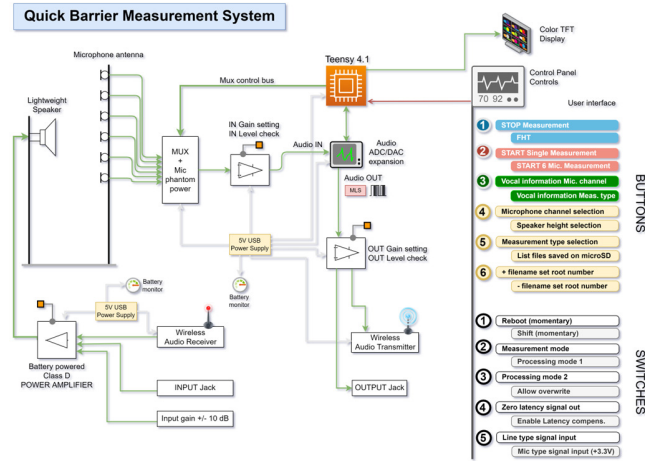 Quick Barrier Measurement System
Color TFT
Display
Teensy 4.1
Microphone antenna
Mux control bus
Control Panel
Controls
70 92
Lightweight
Speaker
IN Gain setting
IN Level check
User interface
MUX
+
Mic
phantom
power
Audio IN
Audio
ADC/DAC
expansion
Audio OUT
MLS
5V USB
Power Supply
OUT Gain setting
OUT Level check
Battery
monitor
Battery
monitor
5V USB
Power Supply
Wireless
Audio Receiver
Wireless
Audio Transmitter
Battery powered
Class D
POWER AMPLIFIER
INPUT Jack
OUTPUT Jack
Input gain +/- 10 dB
BUTTONS
1 STOP Measurement
FHT
2 START Single Measurement
START 6 Mic. Measurement
3 Vocal information Mic. channel
Vocal information Meas. type
4 Microphone channel selection
Speaker height selection
5 Measurement type selection
List files saved on microSD
6 + filename set root number
- filename set root number
SWITCHES
1 Reboot (momentary)
Shift (momentary)
2 Measurement mode
Processing mode 1
3 Processing mode 2
Allow overwrite
4 Zero latency signal out
Enable Latency compens.
5 Line type signal input
Mic type signal input (+3.3V)